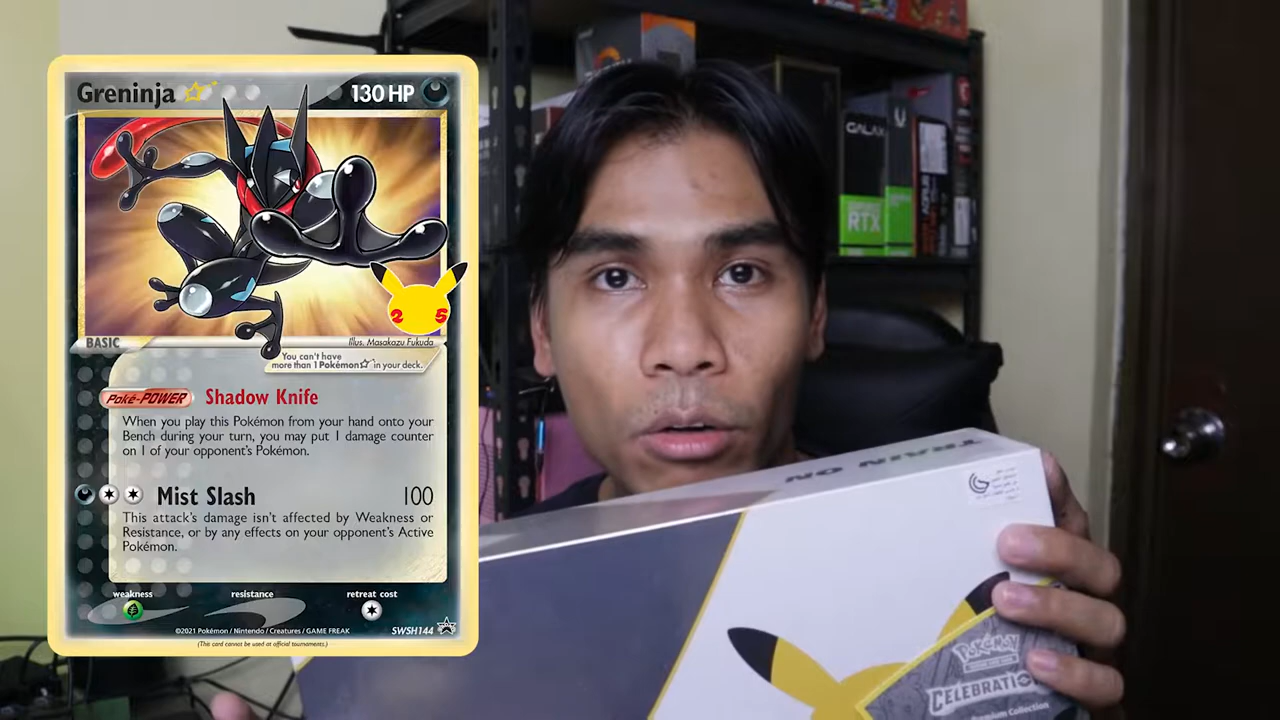 Greninja
130 HP
25
BASIC
Illus. Masakazu Fukuda
You can't have
more than 1 Pokémon in your deck.
Poké-POWER Shadow Knife
When you play this Pokémon from your hand onto your
Bench during your turn, you may put 1 damage counter
on 1 of your opponent's Pokémon.
Mist Slash 100
This attack's damage isn't affected by Weakness or
Resistance, or by any effects on your opponent's Active
Pokémon.
weakness resistance retreat cost
©2021 Pokémon / Nintendo / Creatures / GAME FREAK
SWSH144
(This card cannot be used at official tournaments.)
GALAX
RTX
TRAIN ON
POKÉMON
CELEBRATIO
Premium Collection